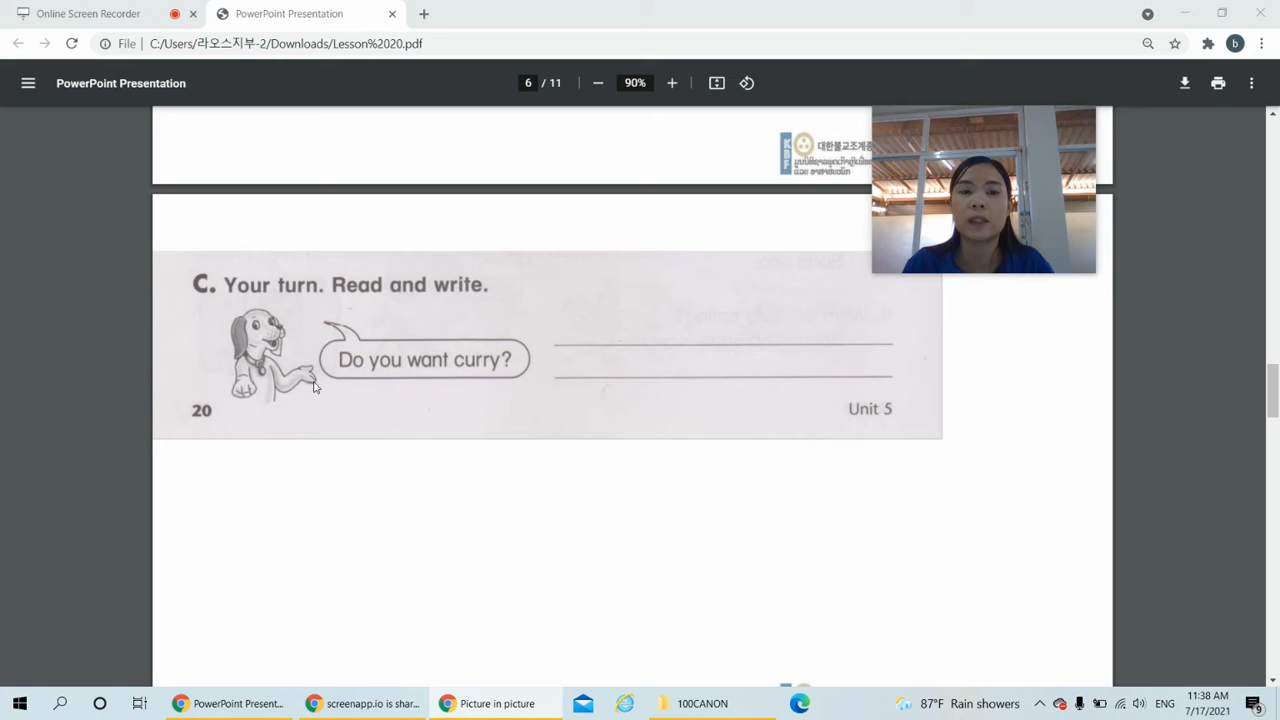 Online Screen Recorder
PowerPoint Presentation
File
C:/Users/라오스지부-2/Downloads/Lesson%2020.pdf
b
PowerPoint Presentation
6 / 11
90%
KBF
대한불교조계종
C. Your turn. Read and write.
Do you want curry?
20
Unit 5
PowerPoint Present...
screenapp.io is shar...
Picture in picture
100CANON
87°F Rain showers
ENG
11:38 AM
7/17/2021
9